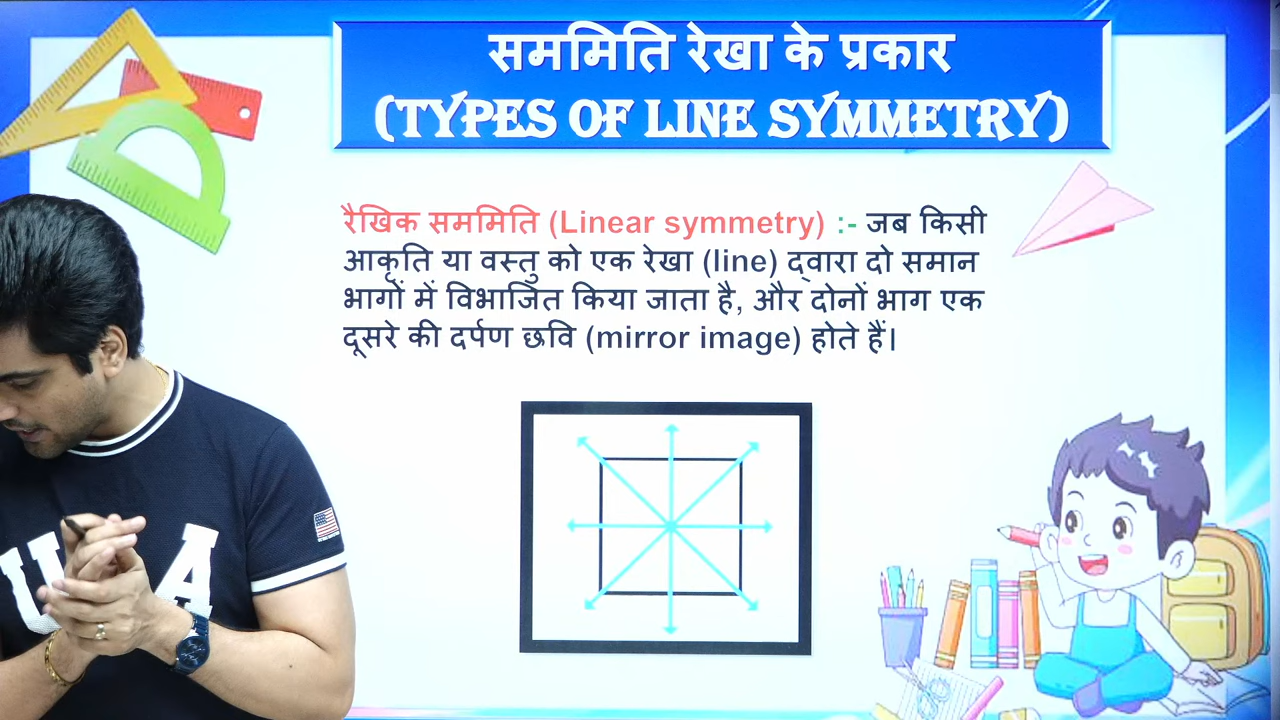 सममिति रेखा के प्रकार
(TYPES OF LINE SYMMETRY)
रैखिक सममिति (Linear symmetry) :- जब किसी
आकृति या वस्तु को एक रेखा (line) द्वारा दो समान
भागों में विभाजित किया जाता है, और दोनों भाग एक
दूसरे की दर्पण छवि (mirror image) होते हैं।